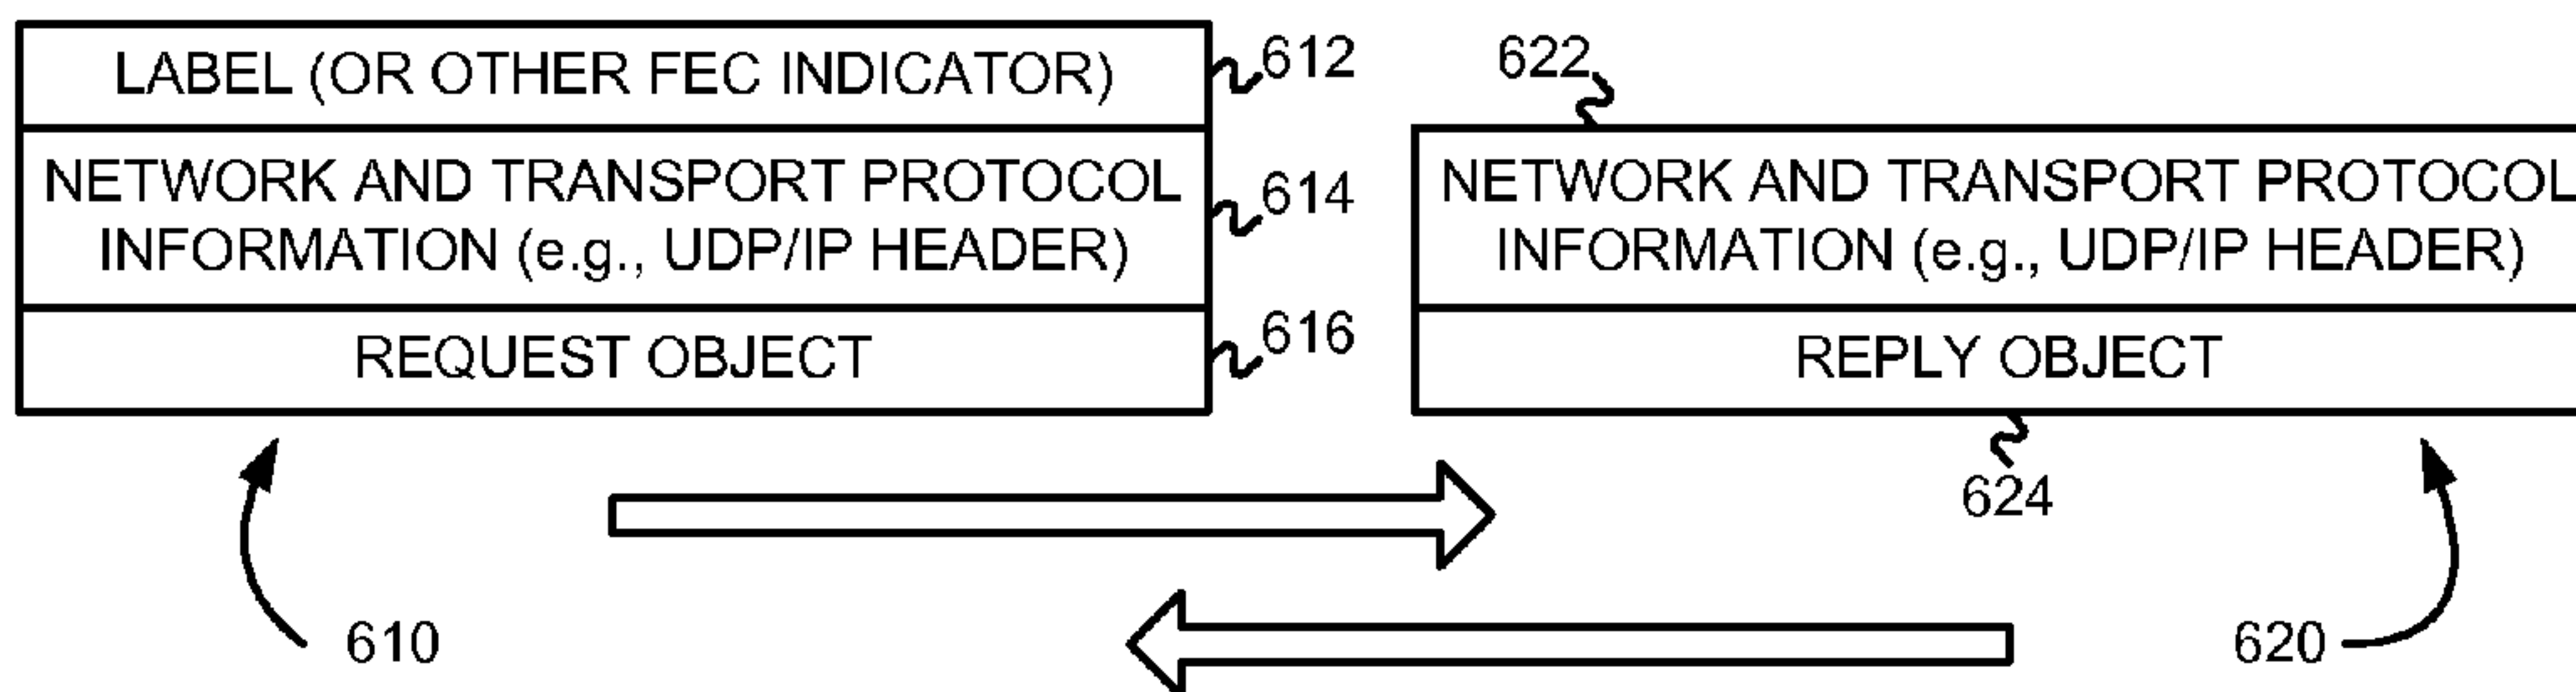 LABEL (OR OTHER FEC INDICATOR)
612
NETWORK AND TRANSPORT PROTOCOL
INFORMATION (e.g., UDP/IP HEADER)
614
REQUEST OBJECT
616
610
622
NETWORK AND TRANSPORT PROTOCOL
INFORMATION (e.g., UDP/IP HEADER)
REPLY OBJECT
624
620